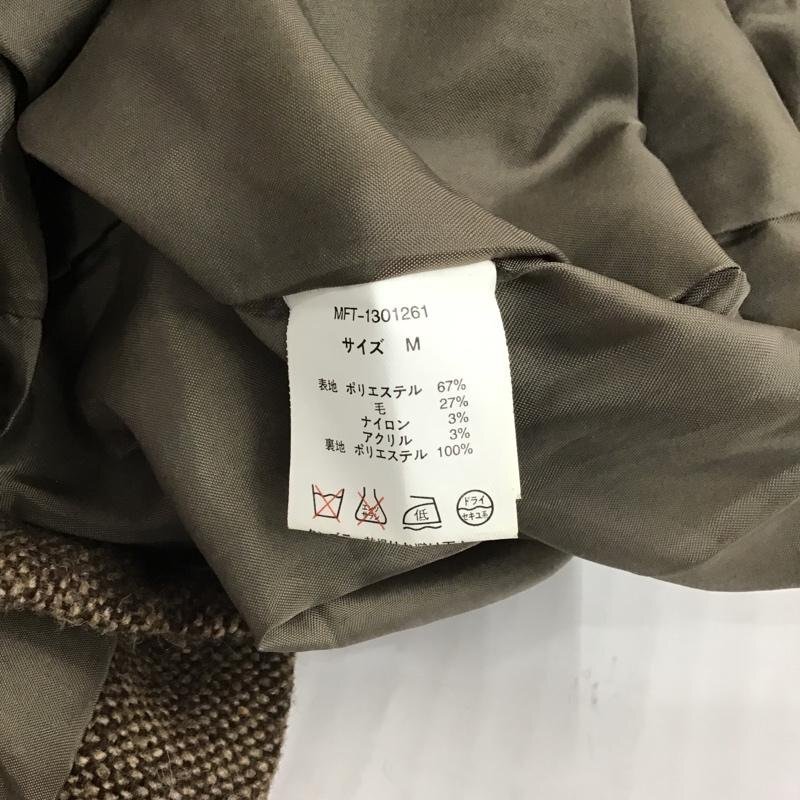 MFT-1301261
サイズ M
表地 ポリエステル 67%
毛 27%
ナイロン 3%
アクリル 3%
裏地 ポリエステル 100%
低
ドライ
セキユ系